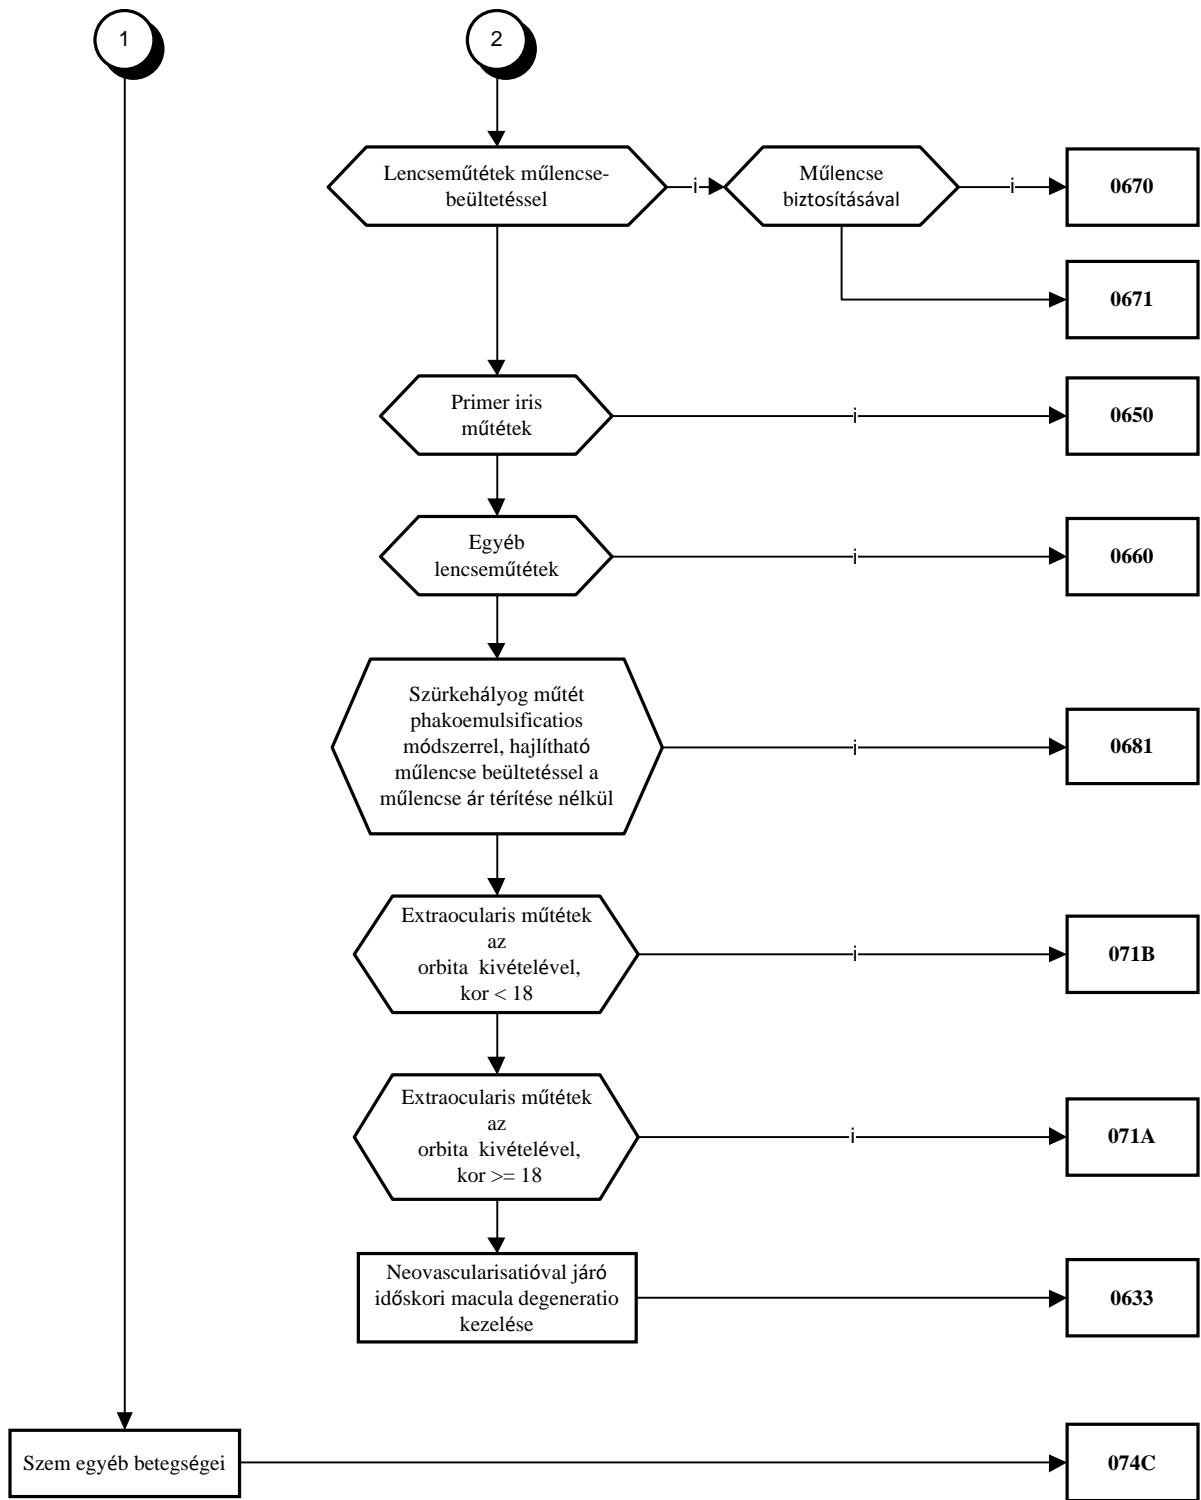 1
2
Lencseműtétek műlencse-
beültetéssel
i
Műlencse
biztosításával
i
0670
0671
Primer iris
műtétek
i
0650
Egyéb
lencseműtétek
i
0660
Szürkehályog műtét
phakoemulsificatios
módszerrel, hajlítható
műlencse beültetéssel a
műlencse ár térítése nélkül
i
0681
Extraocularis műtétek
az
orbita kivételével,
kor < 18
i
071B
Extraocularis műtétek
az
orbita kivételével,
kor >= 18
i
071A
Neovascularisatióval járó
időskori macula degeneratio
kezelése
0633
Szem egyéb betegségei
074C